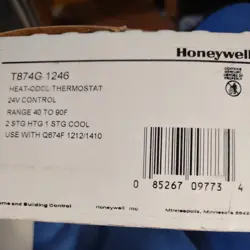 Honeywell
T874G 1246
HEAT-COOL THERMOSTAT
24V CONTROL
RANGE 40 TO 90F
2 STG HTG 1 STG COOL
USE WITH Q674F 1212/1410
0 85267 09773 4
ome and Building Control
Honeywell Inc.
Minneapolis, Minnesota